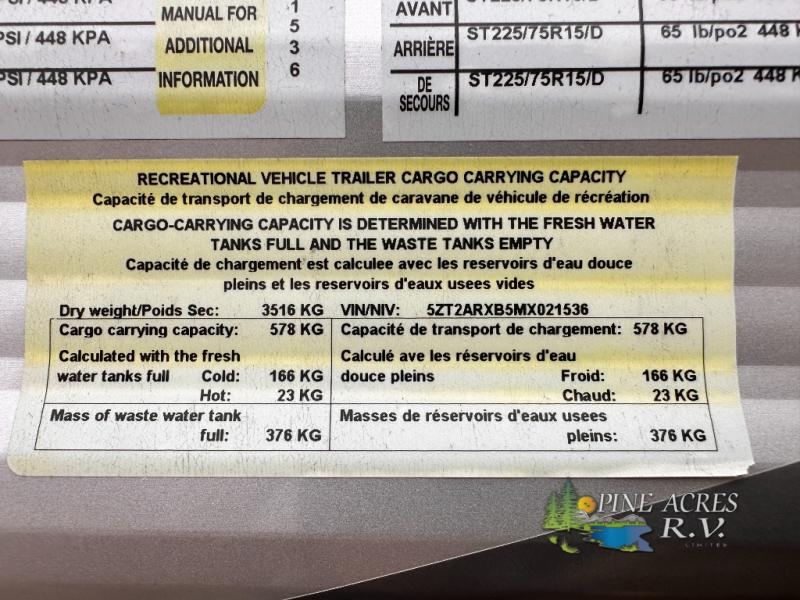 MANUAL FOR
ADDITIONAL
INFORMATION
PSI / 448 KPA
PSI / 448 KPA
1
5
3
6
AVANT
ARRIÈRE ST225/75R15/D 65 lb/po2 448 K
DE SECOURS ST225/75R15/D 65 lb/po2 448 K
RECREATIONAL VEHICLE TRAILER CARGO CARRYING CAPACITY
Capacité de transport de chargement de caravane de véhicule de récréation
CARGO-CARRYING CAPACITY IS DETERMINED WITH THE FRESH WATER
TANKS FULL AND THE WASTE TANKS EMPTY
Capacité de chargement est calculee avec les reservoirs d'eau douce
pleins et les reservoirs d'eaux usees vides
Dry weight/Poids Sec: 3516 KG VIN/NIV: 5ZT2ARXB5MX021536
Cargo carrying capacity: 578 KG Capacité de transport de chargement: 578 KG
Calculated with the fresh Calculé ave les réservoirs d'eau
water tanks full Cold: 166 KG douce pleins Froid: 166 KG
Hot: 23 KG Chaud: 23 KG
Mass of waste water tank Masses de réservoirs d'eaux usees
full: 376 KG pleins: 376 KG
PINE ACRES
R.V.
LIMITED